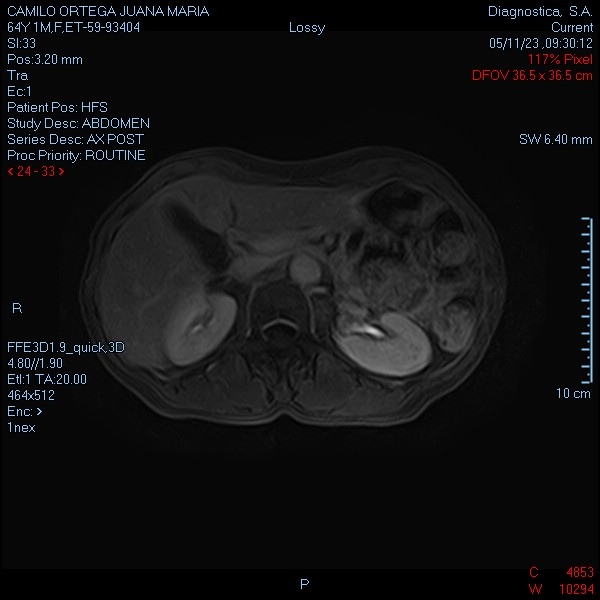 CAMILO ORTEGA JUANA MARIA
64Y 1M,F,ET-59-93404
SI:33
Pos:3.20 mm
Tra
Ec:1
Patient Pos: HFS
Study Desc: ABDOMEN
Series Desc: AX POST
Proc Priority: ROUTINE
< 24 - 33 >
Lossy
Diagnostica, S.A.
Current
05/11/23 ,09:30:12
117% Pixel
DFOV 36.5 x 36.5 cm
SW 6.40 mm
R
FFE3D1.9_quick,3D
4.80//1.90
Etl:1 TA:20.00
464x512
Enc: >
1nex
10 cm
P
C 4853
W 10294